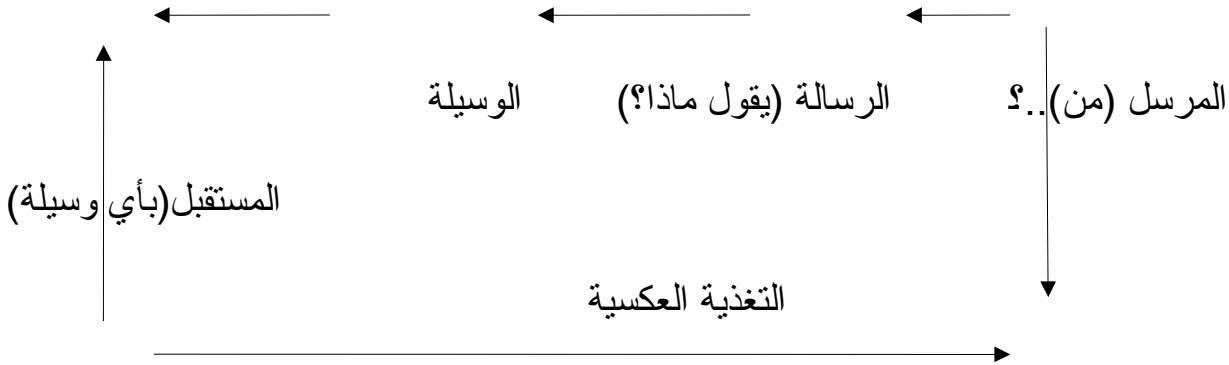 المرسل (من)..؟ الرسالة (يقول ماذا؟) الوسيلة
المستقبل(بأي وسيلة)
التغذية العكسية